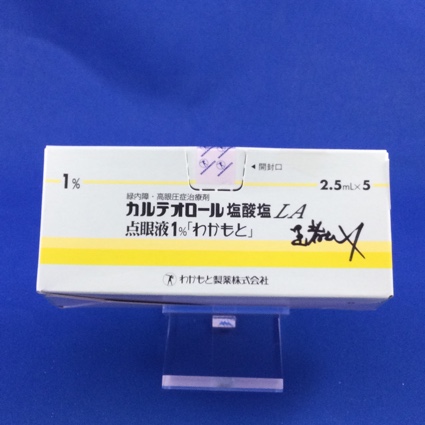 ◀開封口
1%
2.5mL×5
緑内障・高眼圧症治療剤
カルテオロール塩酸塩LA
点眼液1%「わかもと」
わかもと製薬株式会社